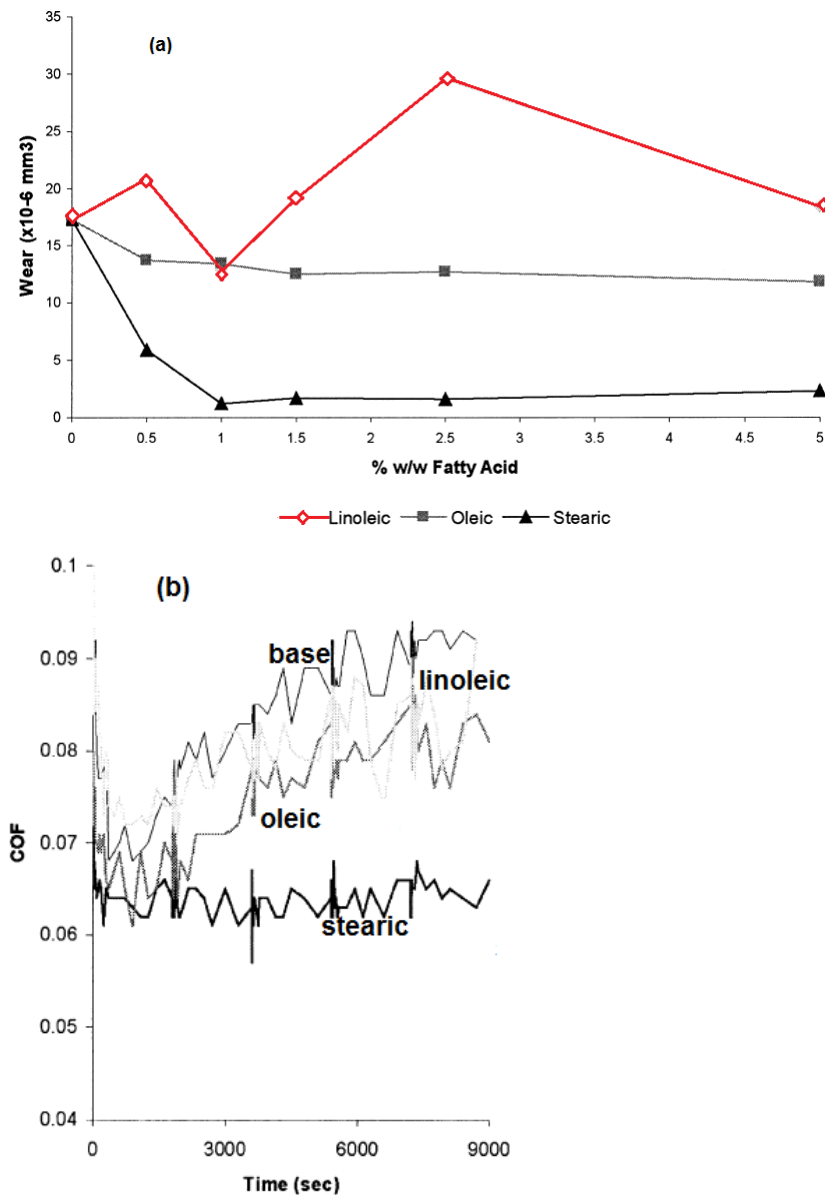 (a)
35
30
25
20
15
10
5
0
Wear (x10-6 mm3)
0 0.5 1 1.5 2 2.5 3 3.5 4 4.5 5
% w/w Fatty Acid
Linoleic Oleic Stearic
(b)
0.1
0.09
0.08
0.07
0.06
0.05
0.04
COF
base
linoleic
oleic
stearic
0 3000 6000 9000
Time (sec)